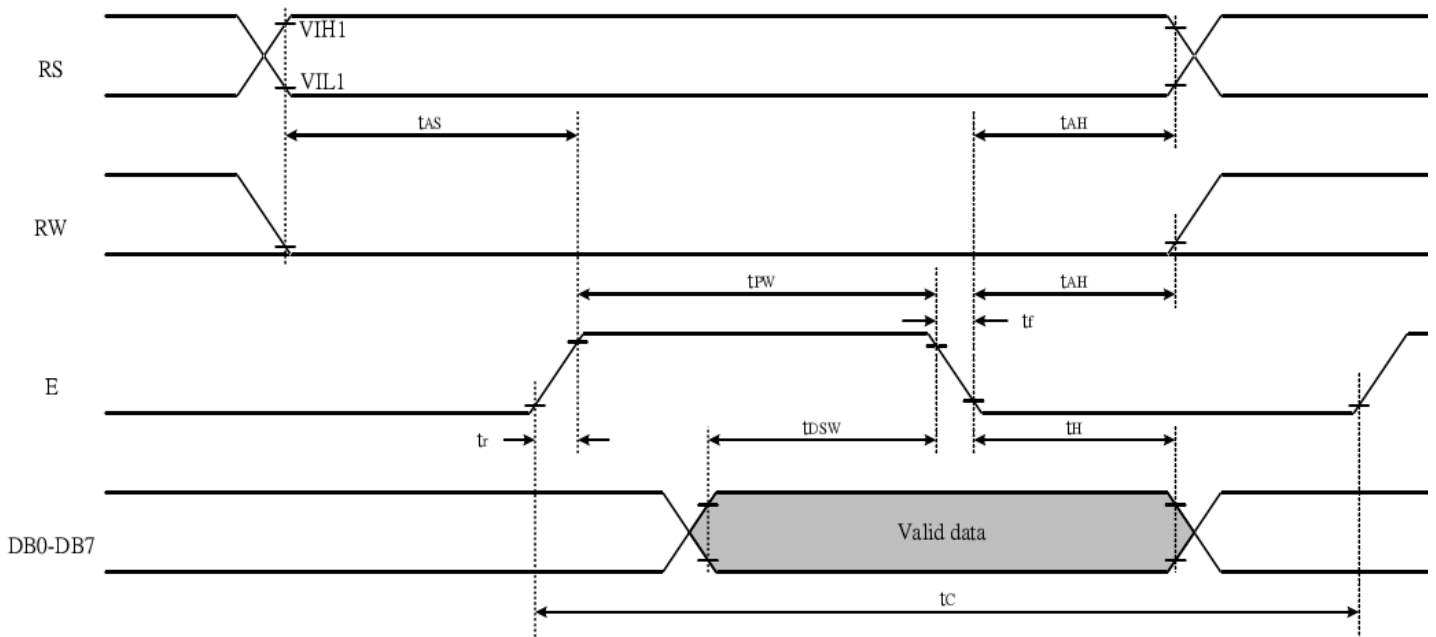 VIH1
RS
VIL1
tAS
tAH
RW
tPW
tAH
tf
E
tr
tDSW
tH
Valid data
DB0-DB7
tC